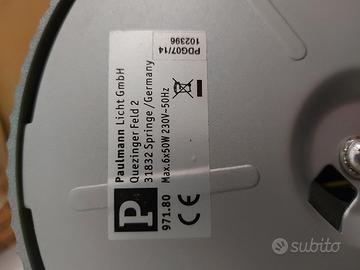 PDG07/14
102396
Paulmann Licht GmbH
Quezinger Feld 2
31832 Springe/Germany
Max.6x50W 230V~50Hz
P
971.80
CE
subito